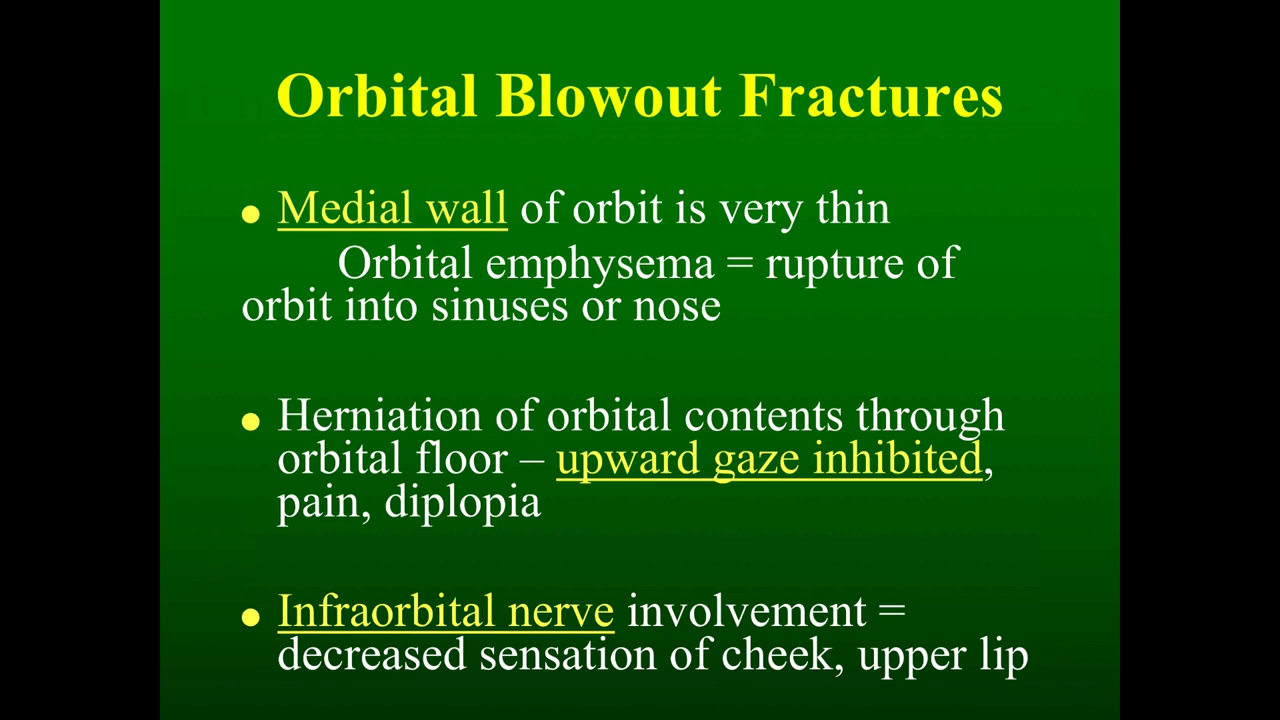 Orbital Blowout Fractures
● Medial wall of orbit is very thin
Orbital emphysema = rupture of
orbit into sinuses or nose
● Herniation of orbital contents through
orbital floor – upward gaze inhibited,
pain, diplopia
● Infraorbital nerve involvement =
decreased sensation of cheek, upper lip